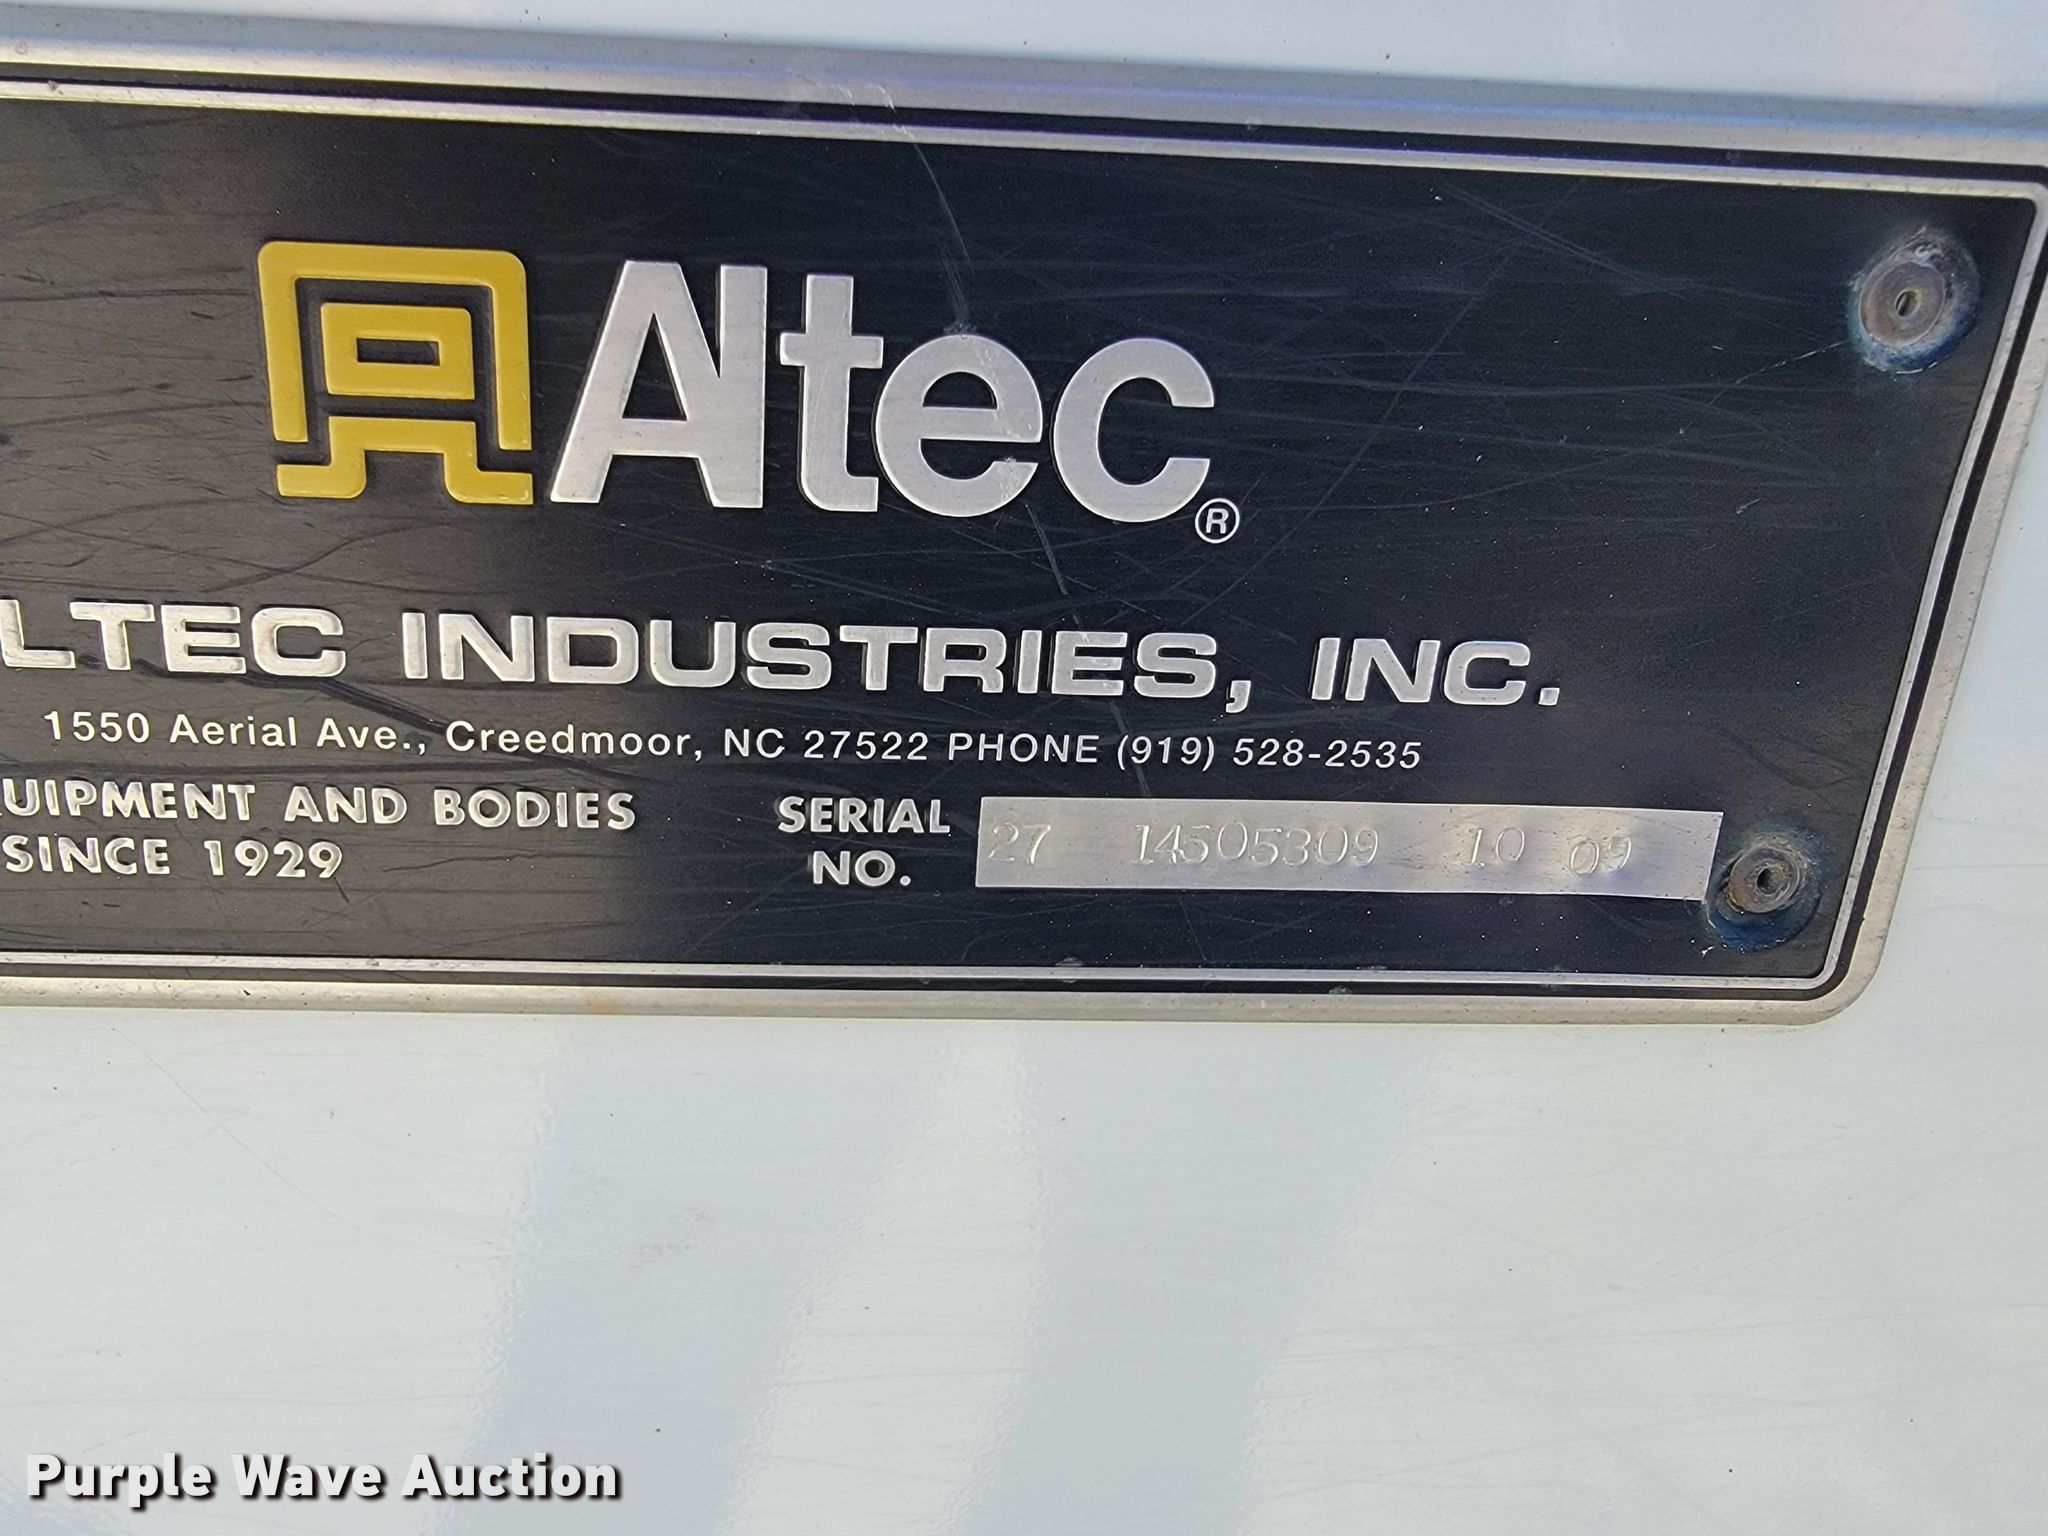 Altec®
LTEC INDUSTRIES, INC.
1550 Aerial Ave., Creedmoor, NC 27522 PHONE (919) 528-2535
UIPMENT AND BODIES
SINCE 1929
SERIAL NO. 27 14505309 10 09
Purple Wave Auction